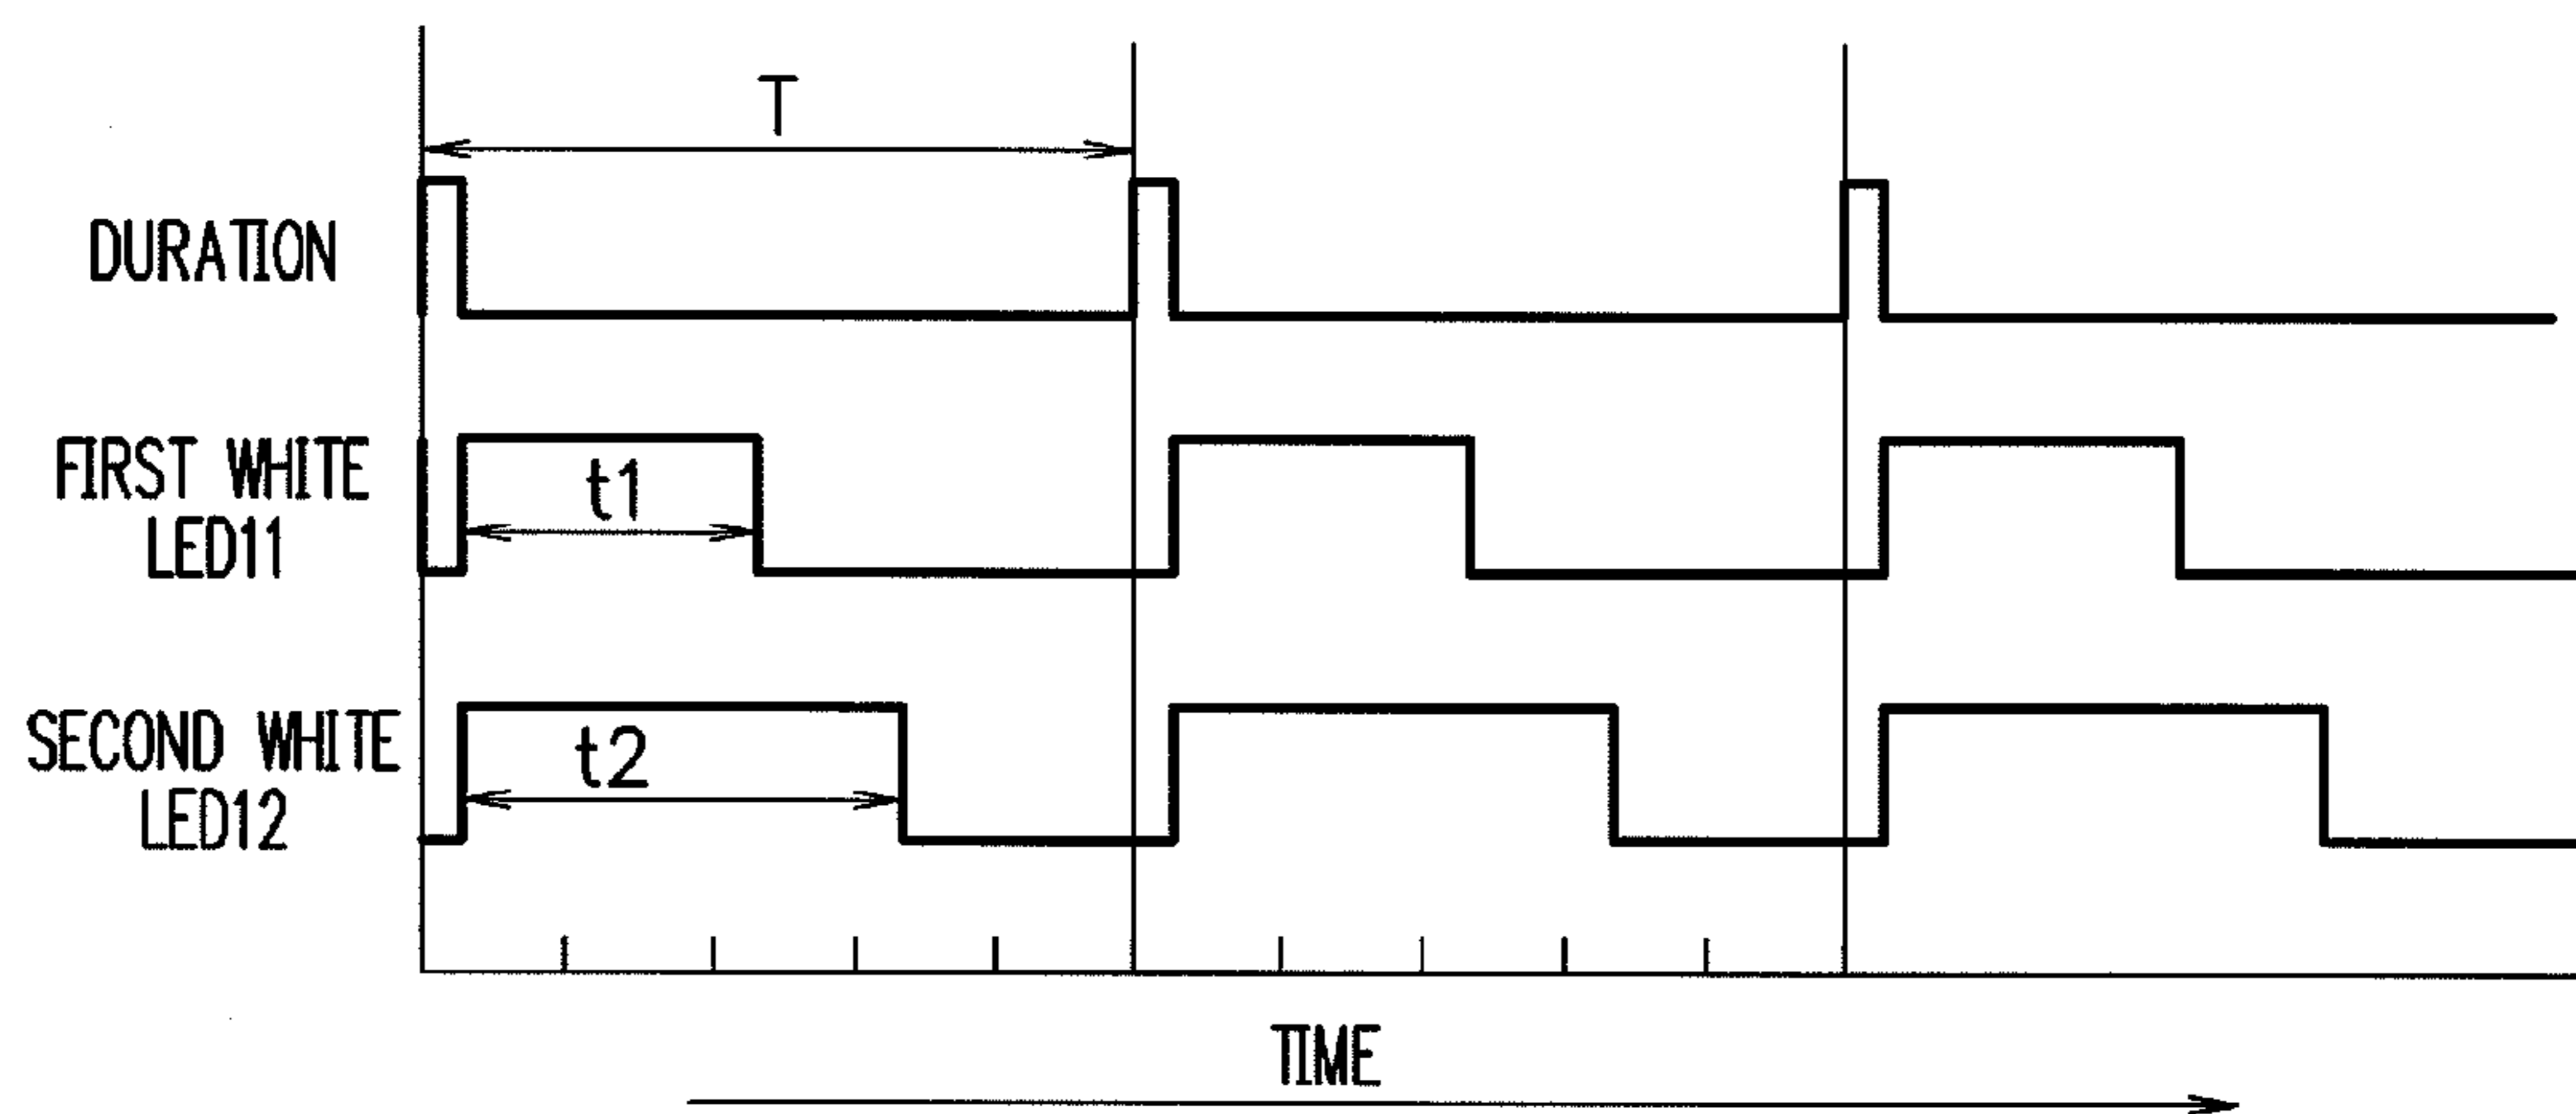 T
DURATION
FIRST WHITE
LED11
t1
SECOND WHITE
LED12
t2
TIME